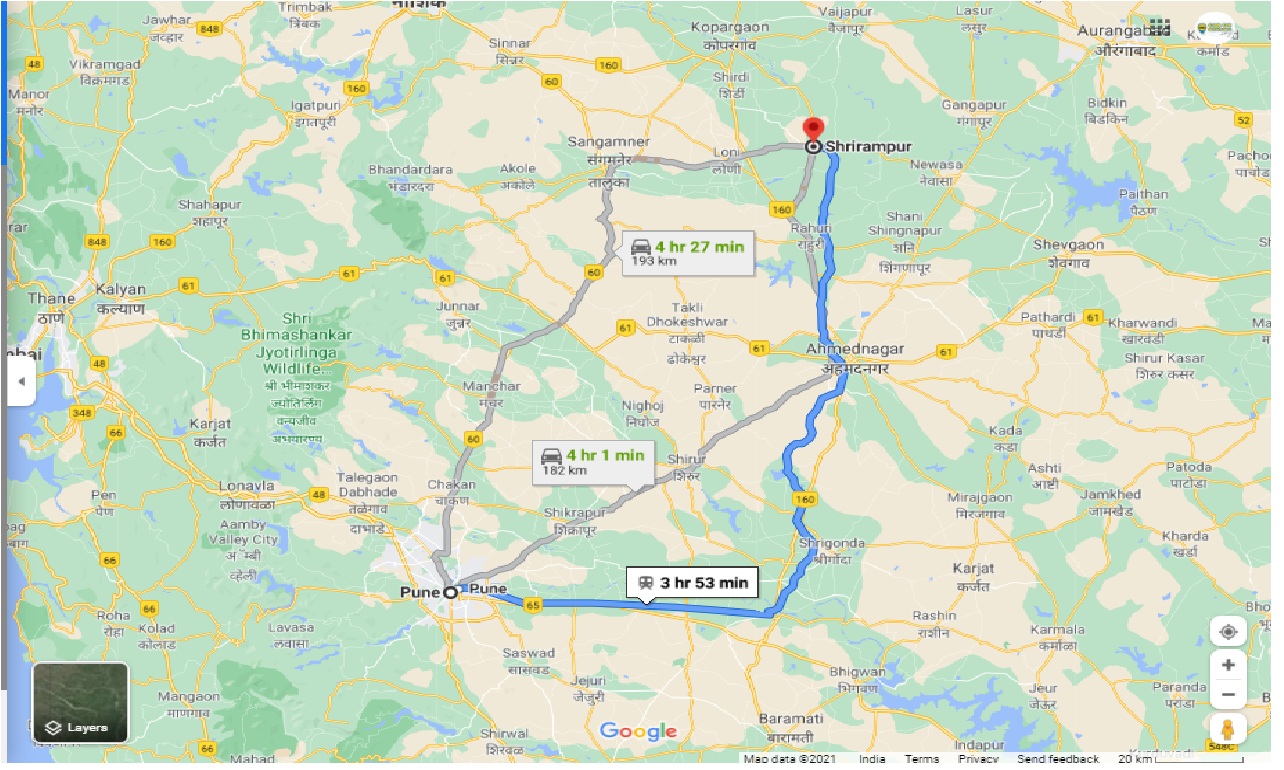 Trimbak
त्रिंबक
नाशिक
Jawhar
जव्हार
848
Sinnar
सिन्नर
Kopargaon
कोपरगाव
Vaijapur
वैजापूर
Lasur
लसुर
औरंगाबाद
कर्माड
48
Vikramgad
विक्रमगड
160
60
160
Shirdi
शिर्डी
Manor
मनोर
Igatpuri
इगतपूरी
Gangapur
गंगापूर
Bidkin
बिडकिन
52
Sangamner
संगमनेर
तालुका
Loni
लोणी
Shrirampur
Bhandardara
भंडारदरा
Akole
अकोले
Newasa
नेवासा
Paithan
पैठण
Shahapur
शहापूर
160
Rahuri
राहुरी
Shani
Shingnapur
शनि
शिंगणापूर
848
160
4 hr 27 min
193 km
Shevgaon
शेवगाव
61
61
61
60
Thane
ठाणे
Kalyan
कल्याण
Junnar
जुन्नर
Takli
Dhokeshwar
टाकळी
ढोकेश्वर
61
Shri
Bhimashankar
Jyotirlinga
Wildlife...
श्री भीमाशंकर
ज्योतिर्लिंग
वन्यजीव
अभयारण्य
Pathardi
पाथर्डी
61
Kharwandi
खारवंडी
61
Ahmednagar
अहमदनगर
61
Shirur Kasar
शिरुर कसर
48
Manchar
मंचर
Parner
पारनेर
Nighoj
निघोज
348
66
Karjat
कर्जत
60
4 hr 1 min
182 km
Shirur
शिरुर
Kada
कडा
Ashti
आष्टी
Patoda
पाटोडा
Talegaon
Dabhade
तळेगाव
दाभाडे
Lonavla
लोणावळा
48
Chakan
चाकण
160
Mirajgaon
मिरजगाव
Jamkhed
जामखेड
Pen
पेण
Aamby
Valley City
व्हेली
Shikrapur
शिक्रापूर
Shrigonda
श्रीगोंदा
Kharda
खर्डा
66
Karjat
कर्जत
3 hr 53 min
Pune
Pune
65
Roha
रोहा
66
Kolad
कोलाड
Lavasa
लवासा
Rashin
राशीन
Karmala
करमाळा
Saswad
सासवड
Jejuri
जेजुरी
Bhigwan
भिगवण
Jeur
जेऊर
Paranda
परांडा
Mangaon
माणगाव
Layers
Google
Baramati
बारामती
Shirwal
शिरवळ
Indapur
66
Mahad
548C
Map data ©2021
India
Terms
Privacy
Send feedback
20 km